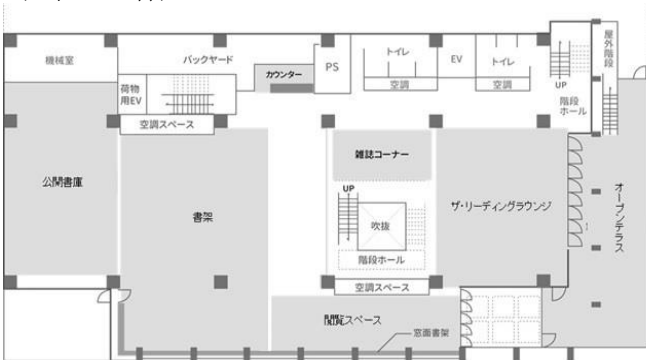 機械室
バックヤード
荷物
用EV
カウンター
PS
トイレ
空調
EV
トイレ
空調
UP
屋外階段
階段
ホール
空調スペース
公開書庫
書架
雑誌コーナー
UP
吹抜
階段ホール
空調スペース
ザ・リーディングラウンジ
オープンテラス
閲覧スペース
窓面書架